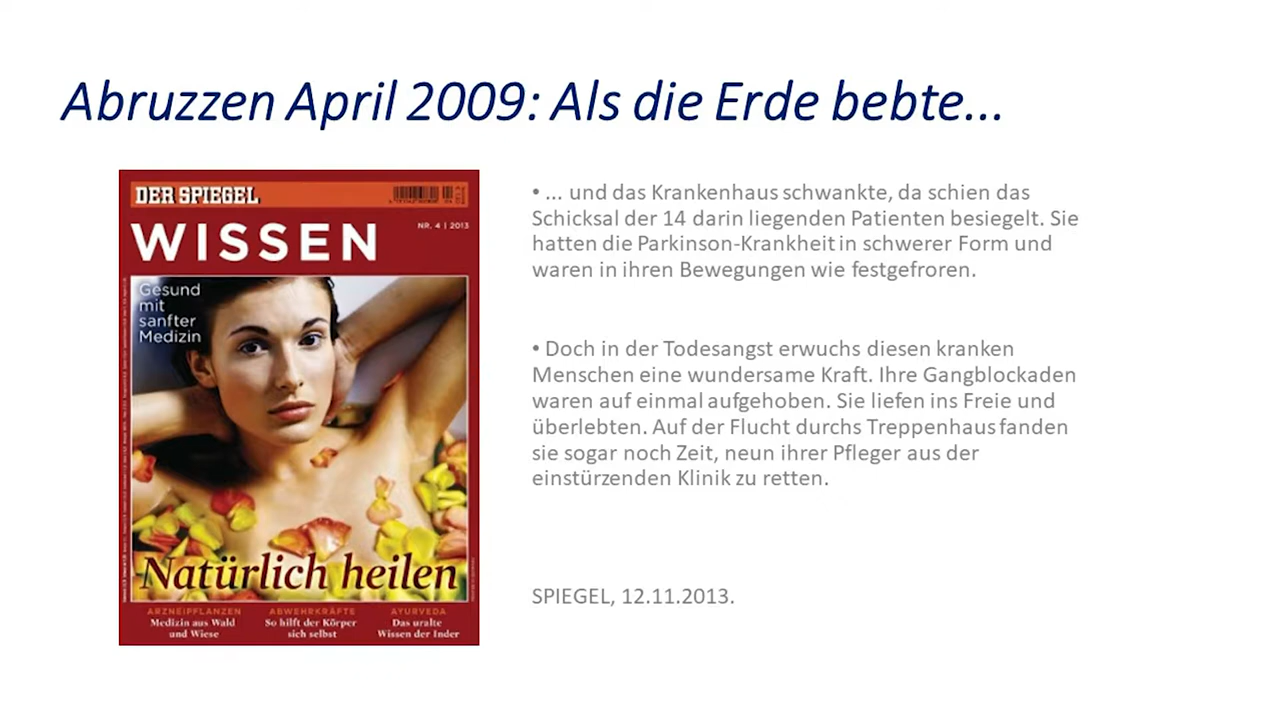 Abruzzen April 2009: Als die Erde bebte...
DER SPIEGEL
WISSEN
NR. 4 | 2013
Gesund
mit
sanfter
Medizin
Natürlich heilen
ARZNEIPFLANZEN
Medizin aus Wald
und Wiese
ABWEHRKRÄFTE
So hilft der Körper
sich selbst
AYURVEDA
Das uralte
Wissen der Inder
• ... und das Krankenhaus schwankte, da schien das
Schicksal der 14 darin liegenden Patienten besiegelt. Sie
hatten die Parkinson-Krankheit in schwerer Form und
waren in ihren Bewegungen wie festgefroren.
• Doch in der Todesangst erwuchs diesen kranken
Menschen eine wundersame Kraft. Ihre Gangblockaden
waren auf einmal aufgehoben. Sie liefen ins Freie und
überlebten. Auf der Flucht durchs Treppenhaus fanden
sie sogar noch Zeit, neun ihrer Pfleger aus der
einstürzenden Klinik zu retten.
SPIEGEL, 12.11.2013.